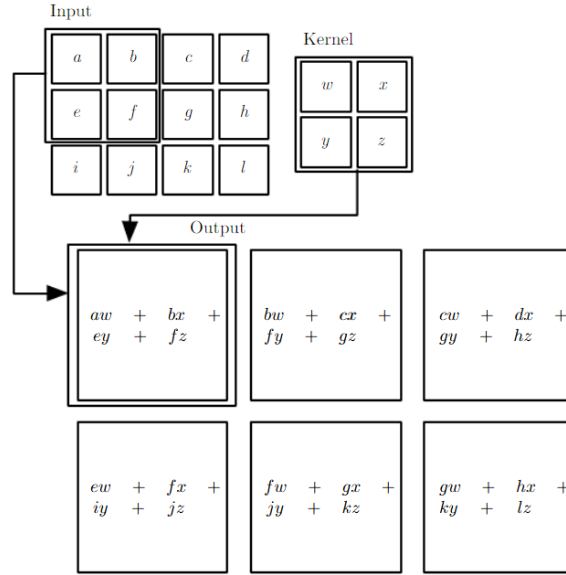 Input
a b c d
Kernel
w x
e f g h
y z
i j k l
Output
aw + bx +
ey + fz
bw + cx +
fy + gz
cw + dx +
gy + hz
ew + fx +
iy + jz
fw + gx +
jy + kz
gw + hx +
ky + lz